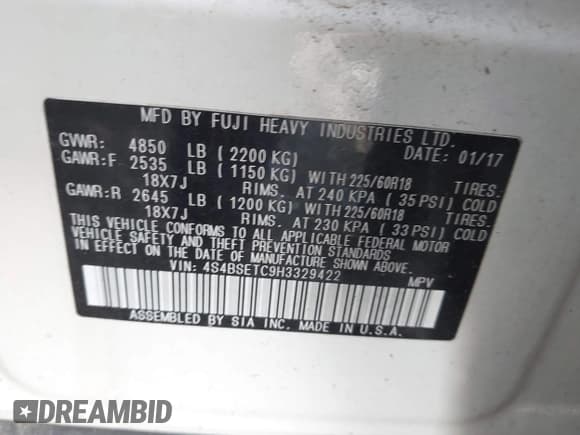 MFD BY FUJI HEAVY INDUSTRIES LTD.
GVWR: 4850 LB ( 2200 KG) DATE: 01/17
GAWR:F 2535 LB ( 1150 KG) WITH 225/60R18 TIRES.
18X7J RIMS. AT 240 KPA ( 35 PSI) COLD
GAWR:R 2645 LB ( 1200 KG) WITH 225/60R18 TIRES.
18X7J RIMS. AT 230 KPA ( 33 PSI) COLD
THIS VEHICLE CONFORMS TO ALL APPLICABLE FEDERAL MOTOR
VEHICLE SAFETY AND THEFT PREVENTION STANDARDS
IN EFFECT ON THE DATE OF MANUFACTURE SHOWN ABOVE.
VIN: 4S4BSETC9H3329422 MPV
ASSEMBLED BY SIA INC. MADE IN U.S.A.
DREAMBID